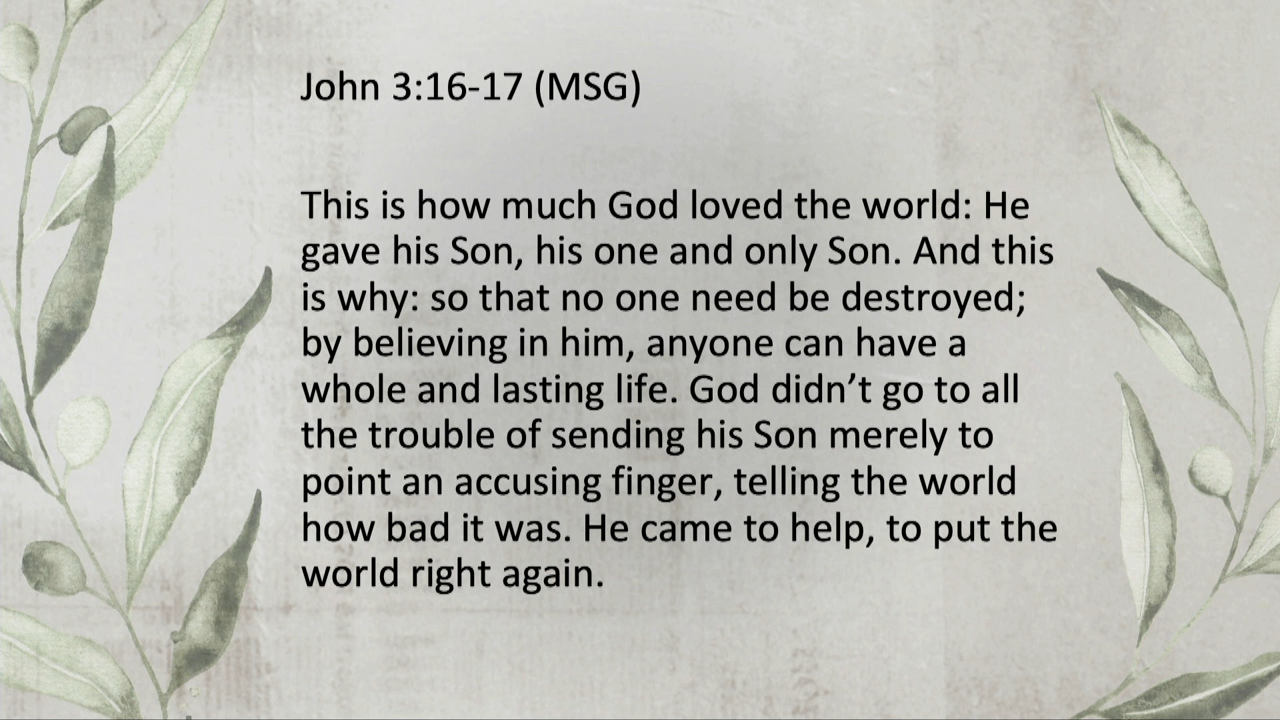 John 3:16-17 (MSG)
This is how much God loved the world: He
gave his Son, his one and only Son. And this
is why: so that no one need be destroyed;
by believing in him, anyone can have a
whole and lasting life. God didn’t go to all
the trouble of sending his Son merely to
point an accusing finger, telling the world
how bad it was. He came to help, to put the
world right again.